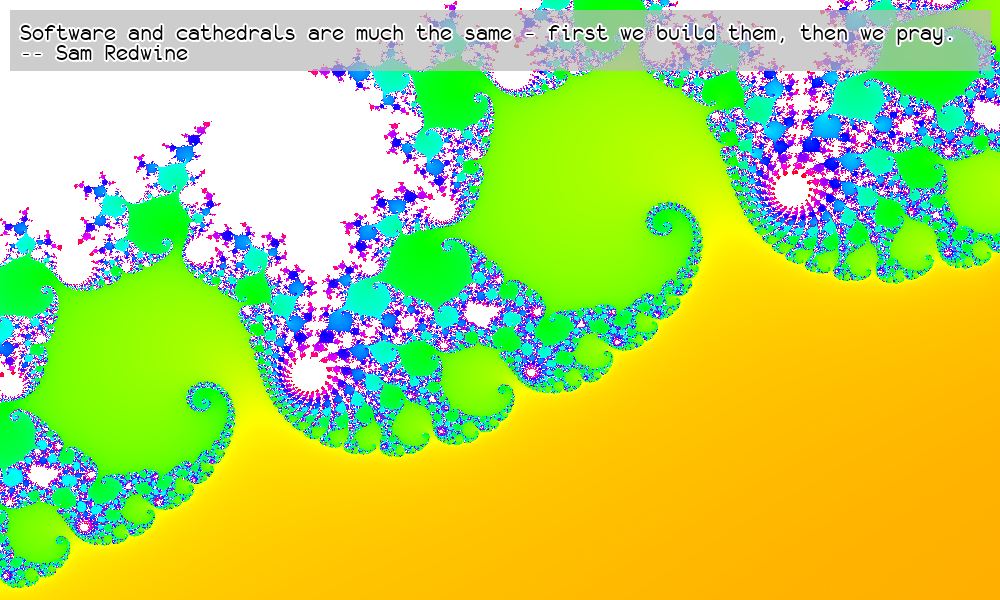 Software and cathedrals are much the same - first we build them, then we pray.
-- Sam Redwine